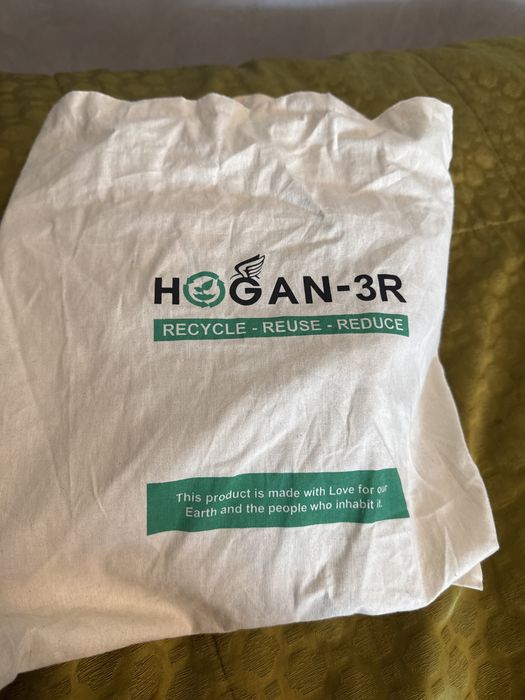 HOGAN-3R
RECYCLE - REUSE - REDUCE
This product is made with Love for our
Earth and the people who inhabit it.